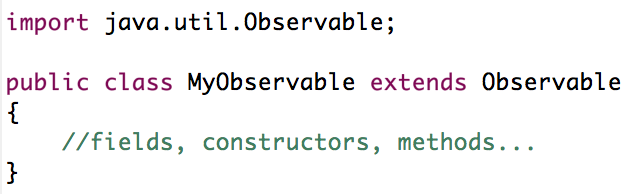 import java.util.Observable;
public class MyObservable extends Observable
{
//fields, constructors, methods...
}